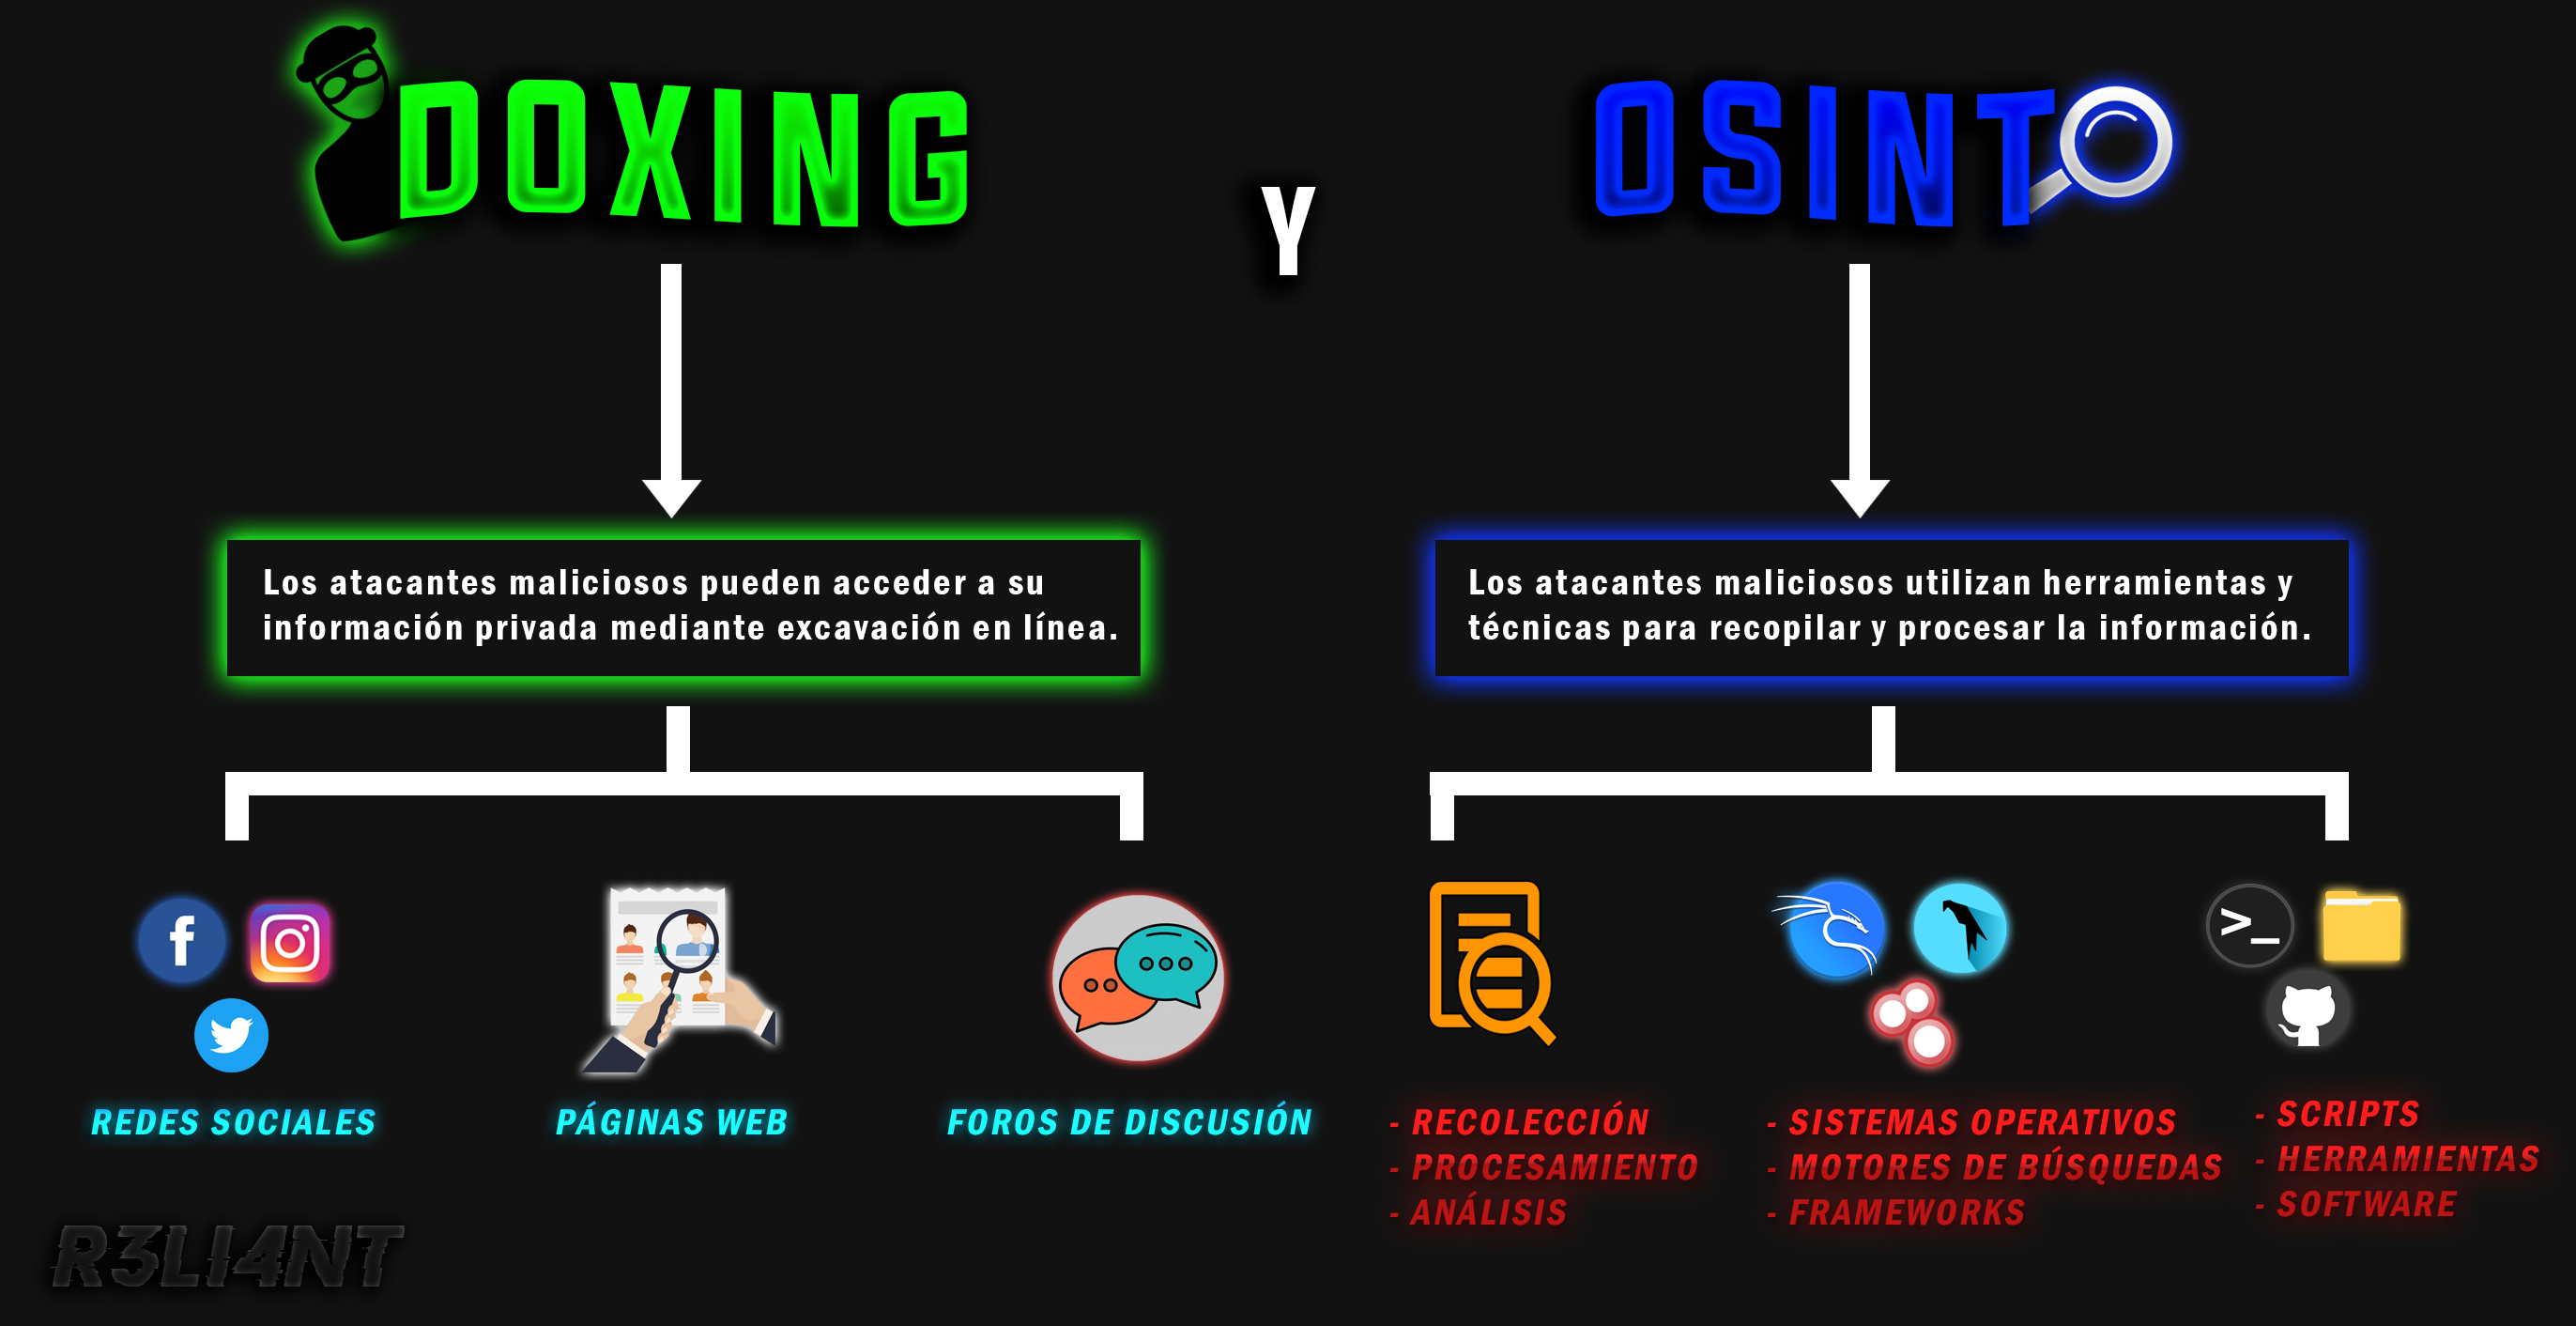 DOXING
Y
OSINT
Los atacantes maliciosos pueden acceder a su
información privada mediante excavación en línea.
Los atacantes maliciosos utilizan herramientas y
técnicas para recopilar y procesar la información.
REDES SOCIALES
PÁGINAS WEB
FOROS DE DISCUSIÓN
- RECOLECCIÓN
- PROCESAMIENTO
- ANÁLISIS
- SISTEMAS OPERATIVOS
- MOTORES DE BÚSQUEDAS
- FRAMEWORKS
- SCRIPTS
- HERRAMIENTAS
- SOFTWARE
R3LI4NT